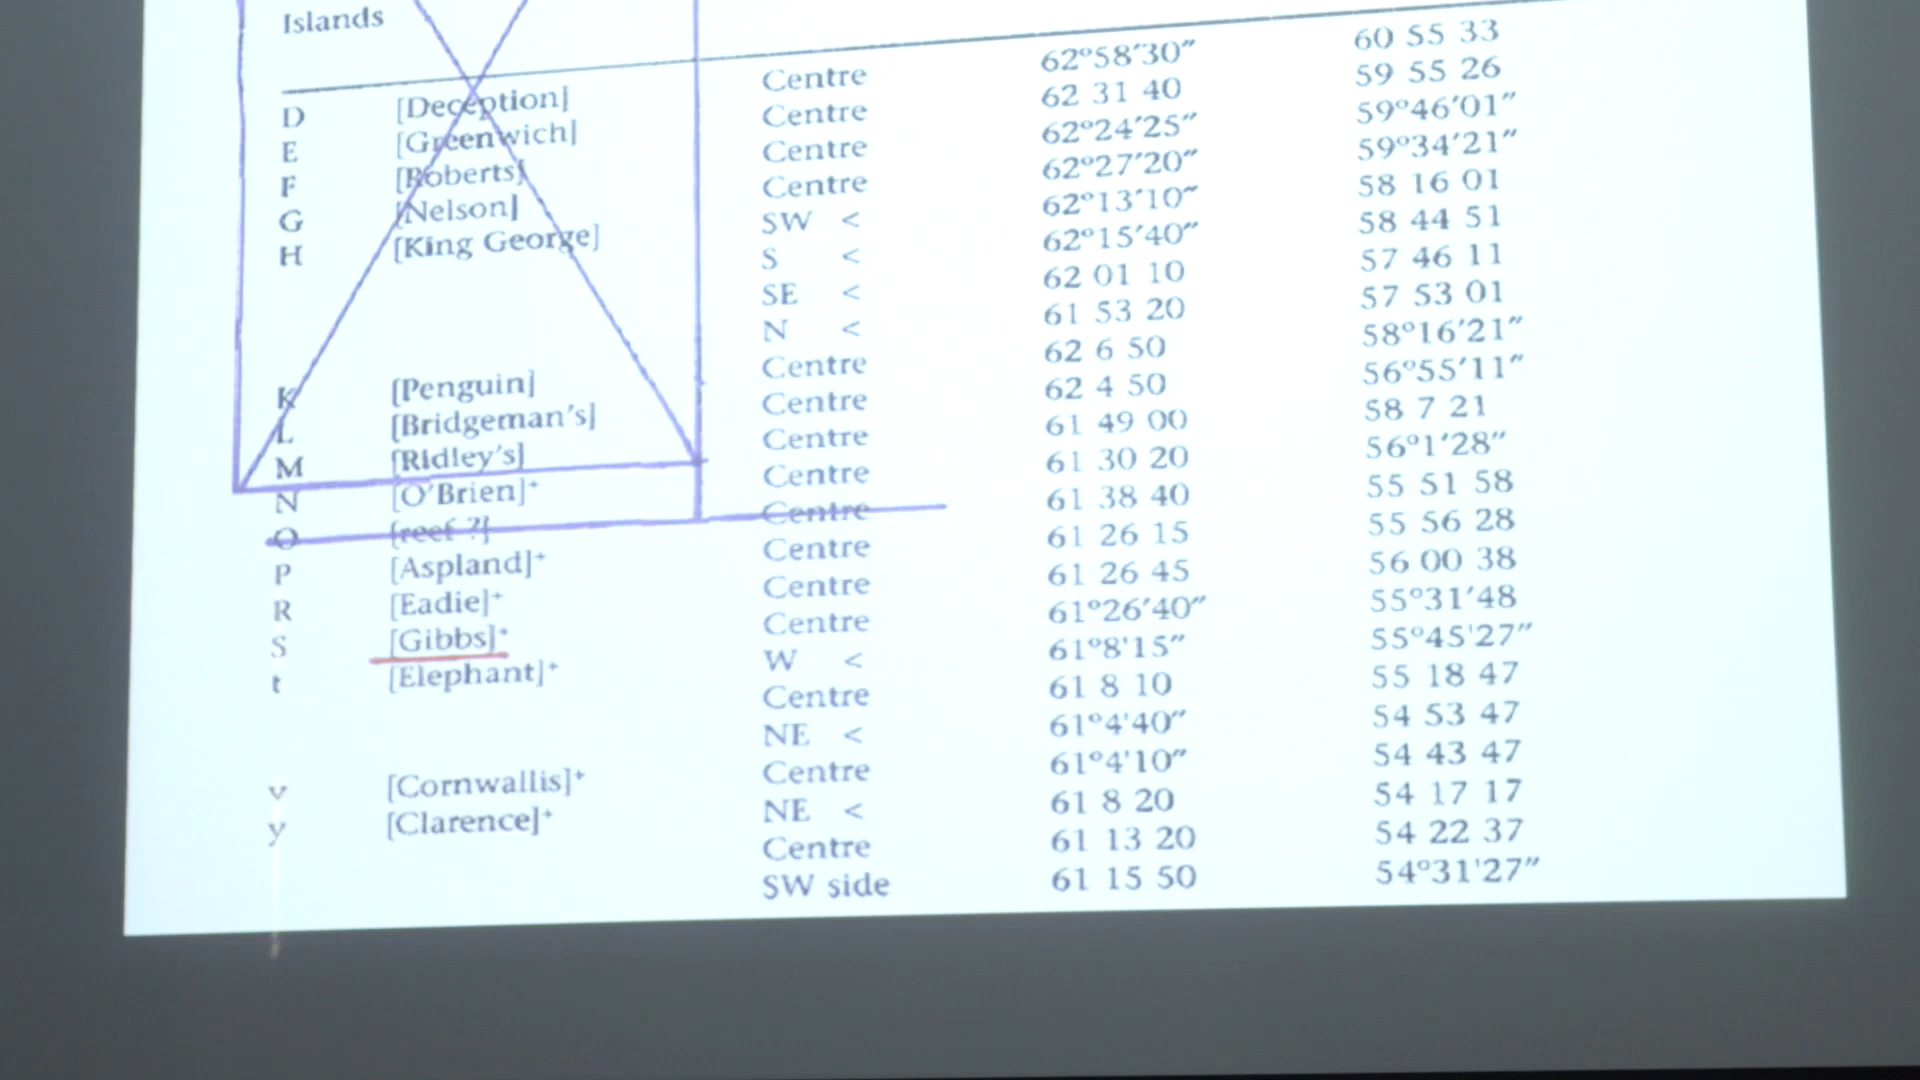 Islands
D [Deception] Centre 62°58′30″ 60 55 33
E [Greenwich] Centre 62 31 40 59 55 26
F [Roberts] Centre 62°24′25″ 59°46′01″
G [Nelson] Centre 62°27′20″ 59°34′21″
H [King George] SW < 62°13′10″ 58 16 01
S < 62°15′40″ 58 44 51
SE < 62 01 10 57 46 11
N < 61 53 20 57 53 01
K [Penguin] Centre 62 6 50 58°16′21″
L [Bridgeman's] Centre 62 4 50 56°55′11″
M [Ridley's] Centre 61 49 00 58 7 21
N [O'Brien]+ Centre 61 30 20 56°1′28″
O [reef ?] Centre 61 38 40 55 51 58
P [Aspland]+ Centre 61 26 15 55 56 28
R [Eadie]+ Centre 61 26 45 56 00 38
S [Gibbs]+ Centre 61°26′40″ 55°31′48
t [Elephant]+ W < 61°8'15″ 55°45'27″
Centre 61 8 10 55 18 47
NE < 61°4'40″ 54 53 47
v [Cornwallis]+ Centre 61°4'10″ 54 43 47
y [Clarence]+ NE < 61 8 20 54 17 17
Centre 61 13 20 54 22 37
SW side 61 15 50 54°31'27″